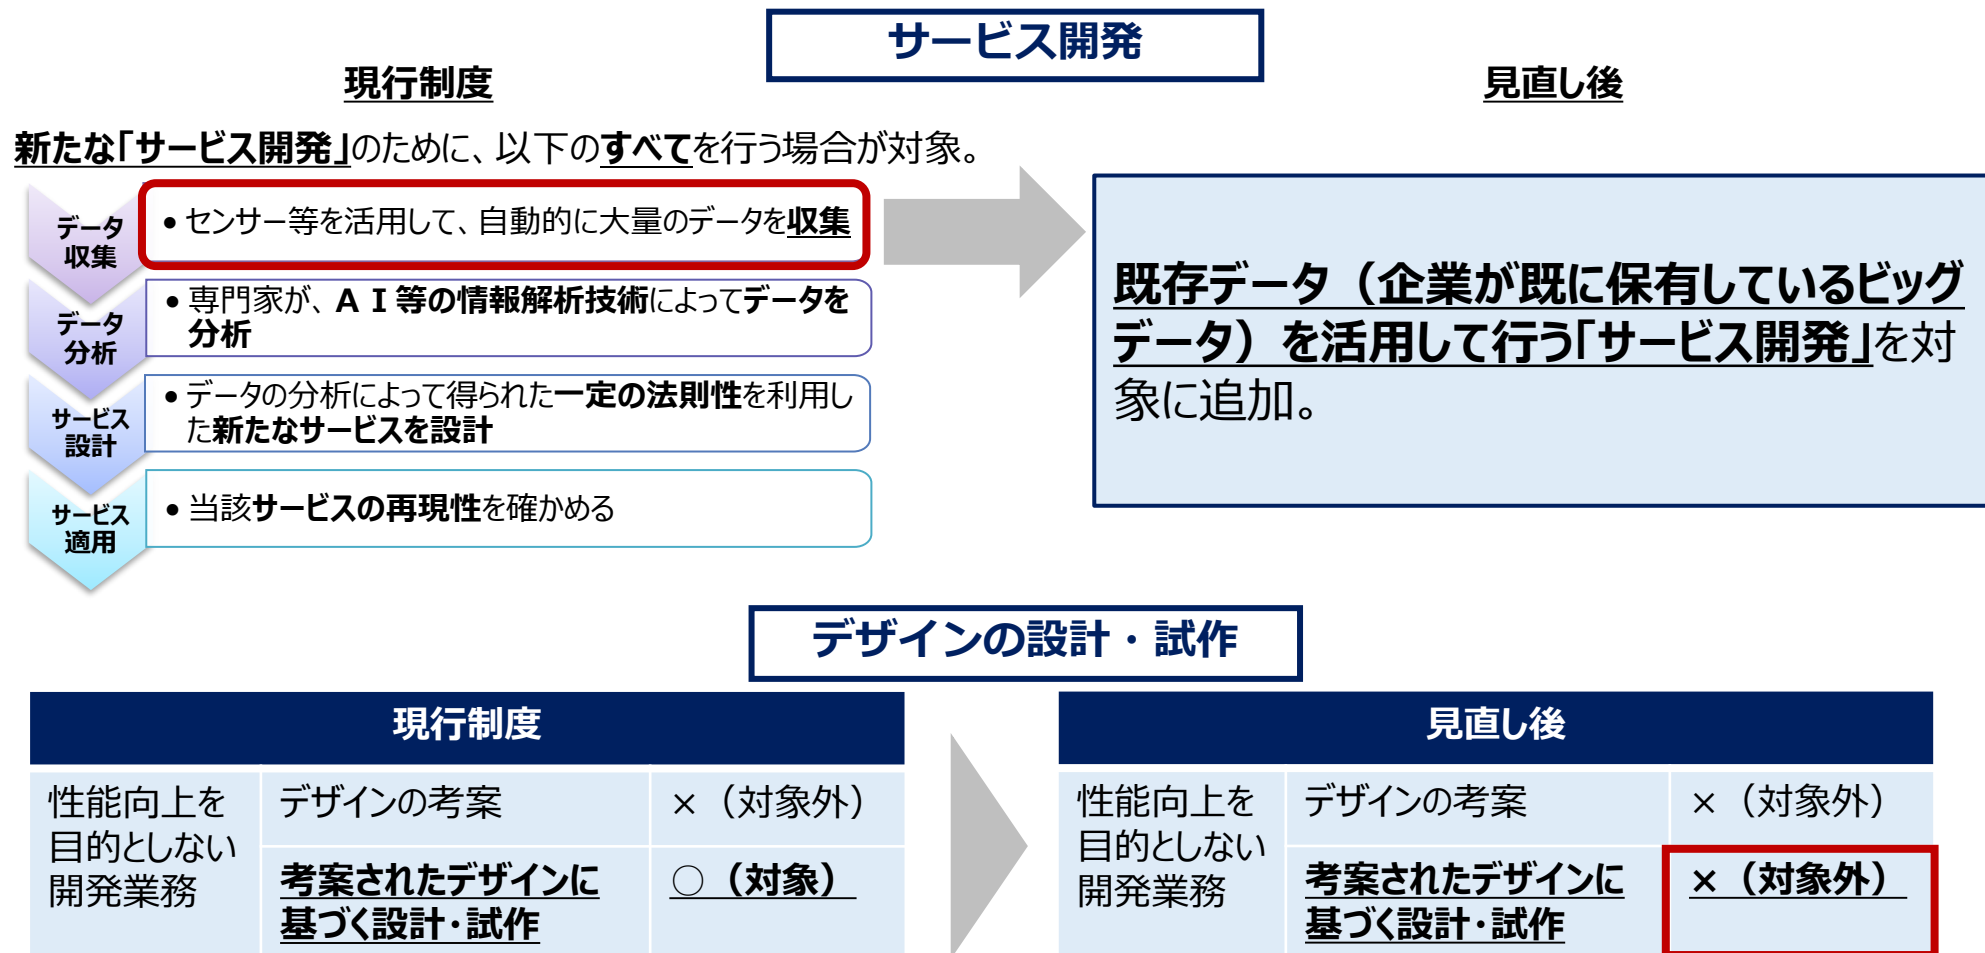 サービス開発
現行制度
見直し後
新たな「サービス開発」のために、以下のすべてを行う場合が対象。
データ
収集
•センサー等を活用して、自動的に大量のデータを収集
データ
分析
•専門家が、ＡＩ等の情報解析技術によってデータを
分析
サービス
設計
•データの分析によって得られた一定の法則性を利用し
た新たなサービスを設計
サービス
適用
•当該サービスの再現性を確かめる
既存データ（企業が既に保有しているビッグ
データ）を活用して行う「サービス開発」を対
象に追加。
デザインの設計・試作
現行制度
性能向上を
目的としない
開発業務
デザインの考案
×（対象外）
考案されたデザインに
基づく設計・試作
○（対象）
見直し後
性能向上を
目的としない
開発業務
デザインの考案
×（対象外）
考案されたデザインに
基づく設計・試作
×（対象外）